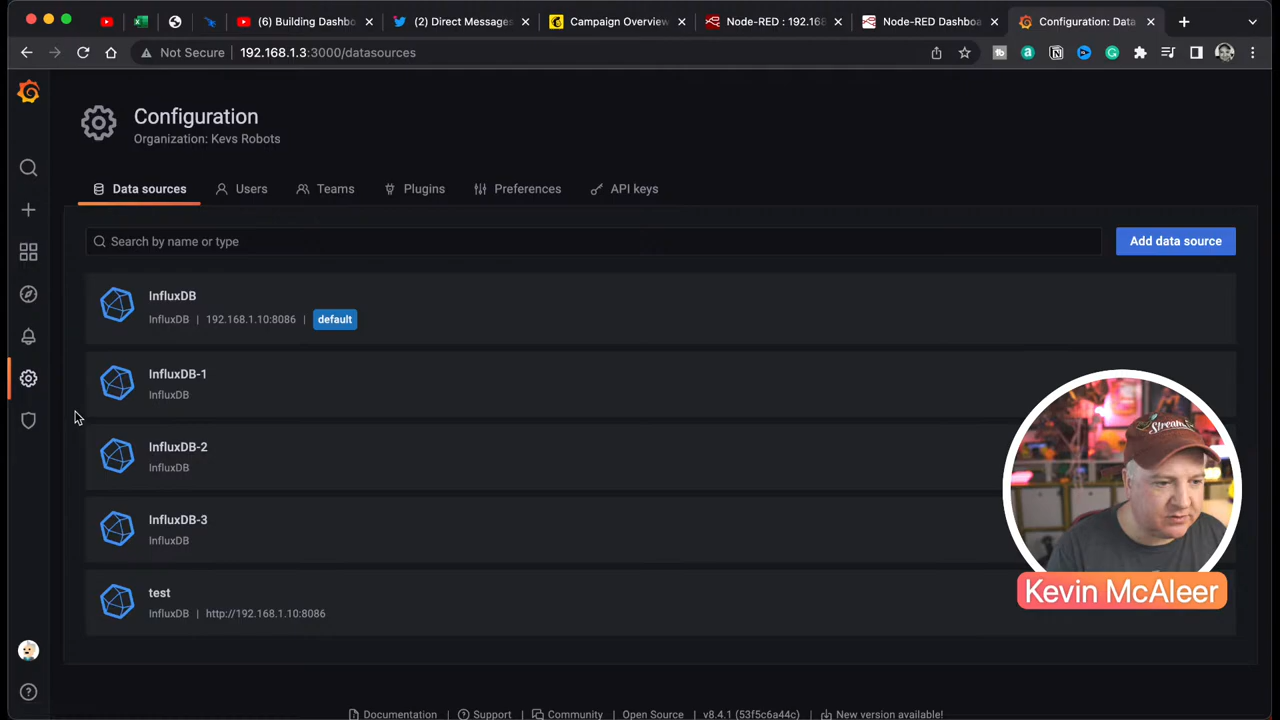 (6) Building Dashbo
(2) Direct Messages
Campaign Overview
Node-RED : 192.168
Node-RED Dashboa
Configuration: Data
Not Secure
192.168.1.3:3000/datasources
Configuration
Organization: Kevs Robots
Data sources
Users
Teams
Plugins
Preferences
API keys
Search by name or type
Add data source
InfluxDB
InfluxDB | 192.168.1.10:8086 | default
InfluxDB-1
InfluxDB
InfluxDB-2
InfluxDB
InfluxDB-3
InfluxDB
test
InfluxDB | http://192.168.1.10:8086
Kevin McAleer
Documentation | Support | Community | Open Source | v8.4.1 (53f5c6a44c) | New version available!